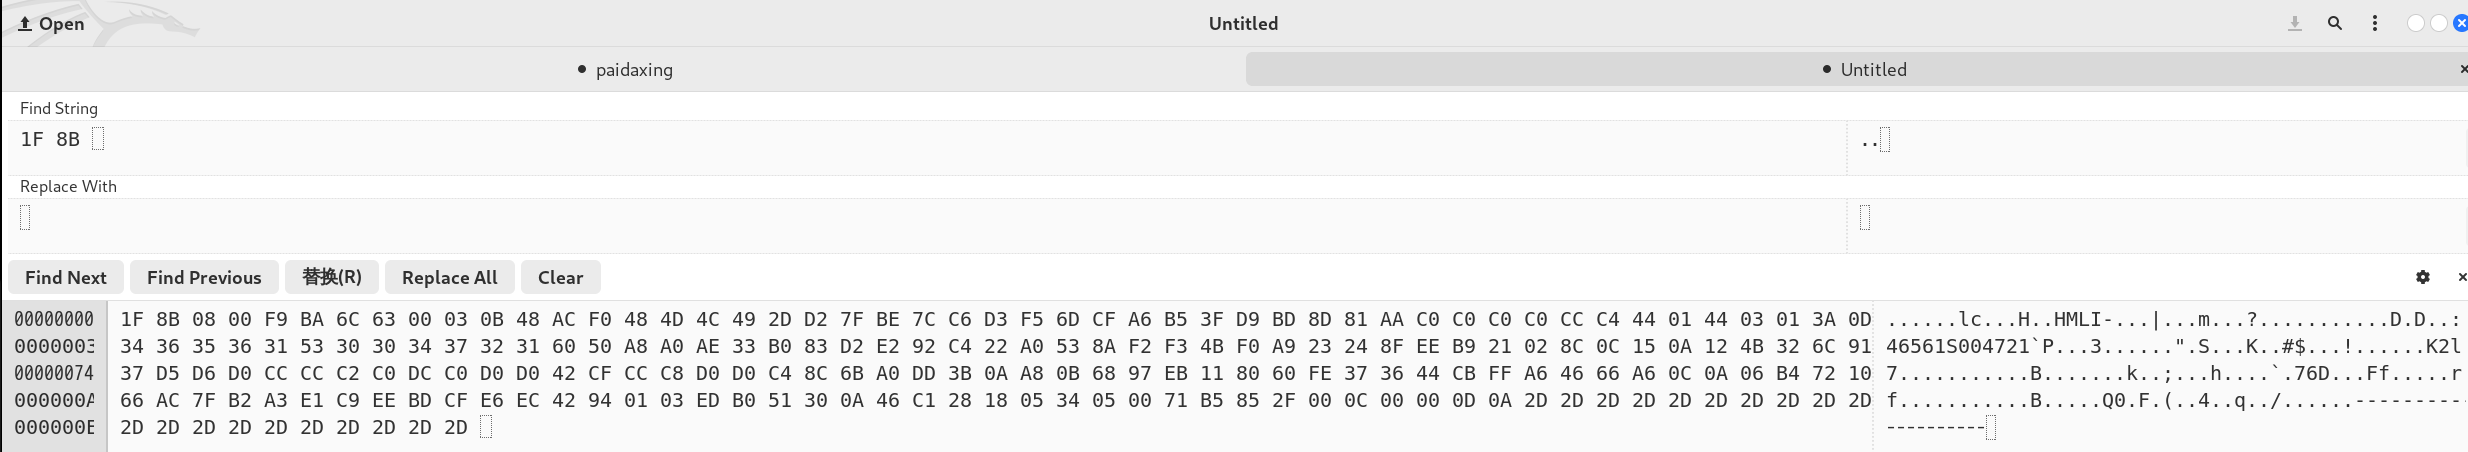 Open
Untitled
paidaxing
Untitled
Find String
1F 8B
..
Replace With
Find Next Find Previous 替换(R) Replace All Clear
00000000 1F 8B 08 00 F9 BA 6C 63 00 03 0B 48 AC F0 48 4D 4C 49 2D D2 7F BE 7C C6 D3 F5 6D CF A6 B5 3F D9 BD 8D 81 AA C0 C0 C0 C0 CC C4 44 01 44 03 01 3A 0D ......lc...H..HMLI-...|...m...?...........D.D..:
0000003 34 36 35 36 31 53 30 30 34 37 32 31 60 50 A8 A0 AE 33 B0 83 D2 E2 92 C4 22 A0 53 8A F2 F3 4B F0 A9 23 24 8F EE B9 21 02 8C 0C 15 0A 12 4B 32 6C 91 46561S004721`P...3......".S...K..#$...!......K2l
00000074 37 D5 D6 D0 CC CC C2 C0 DC C0 D0 D0 42 CF CC C8 D0 D0 C4 8C 6B A0 DD 3B 0A A8 0B 68 97 EB 11 80 60 FE 37 36 44 CB FF A6 46 66 A6 0C 0A 06 B4 72 10 7...........B.......k..;...h....`.76D...Ff.....r
000000A 66 AC 7F B2 A3 E1 C9 EE BD CF E6 EC 42 94 01 03 ED B0 51 30 0A 46 C1 28 18 05 34 05 00 71 B5 85 2F 00 0C 00 00 0D 0A 2D 2D 2D 2D 2D 2D 2D 2D 2D 2D f...........B.....Q0.F.(..4..q../......----------
000000E 2D 2D 2D 2D 2D 2D 2D 2D 2D 2D ----------